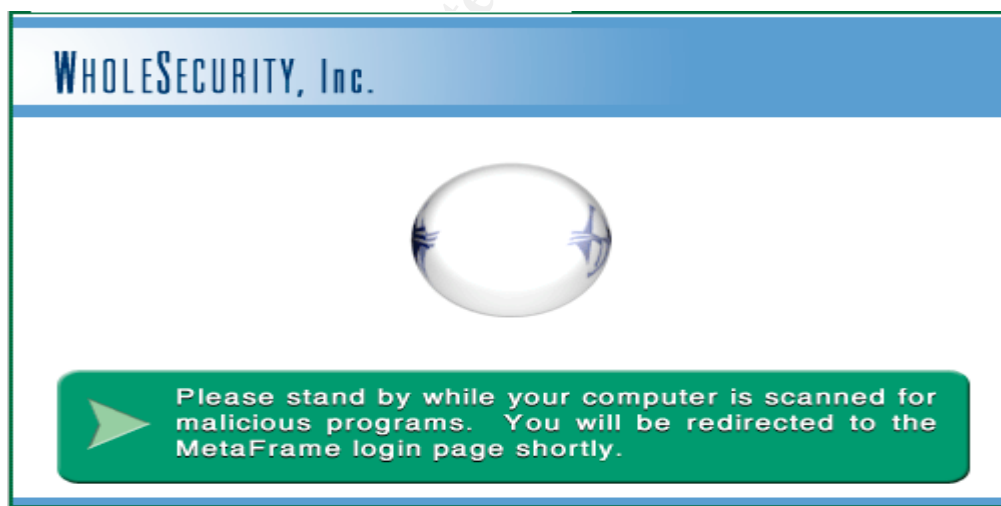 WHOLESECURITY, Inc.
Please stand by while your computer is scanned for
malicious programs. You will be redirected to the
MetaFrame login page shortly.